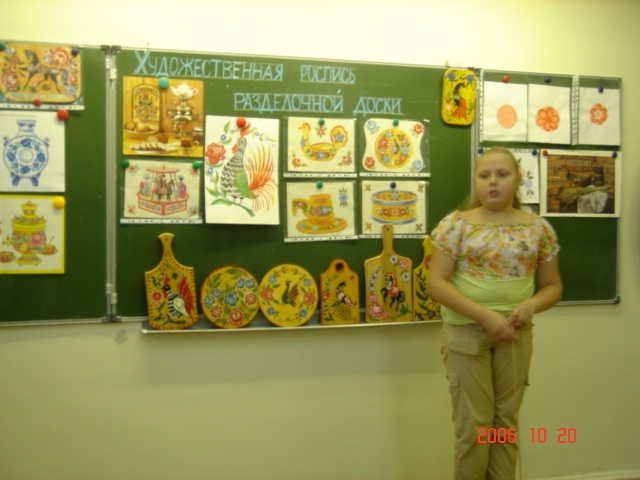 ХУДОЖЕСТВЕННАЯ РОСПИСЬ
РАЗДЕЛОЧНОЙ ДОСКИ
2006 10 20